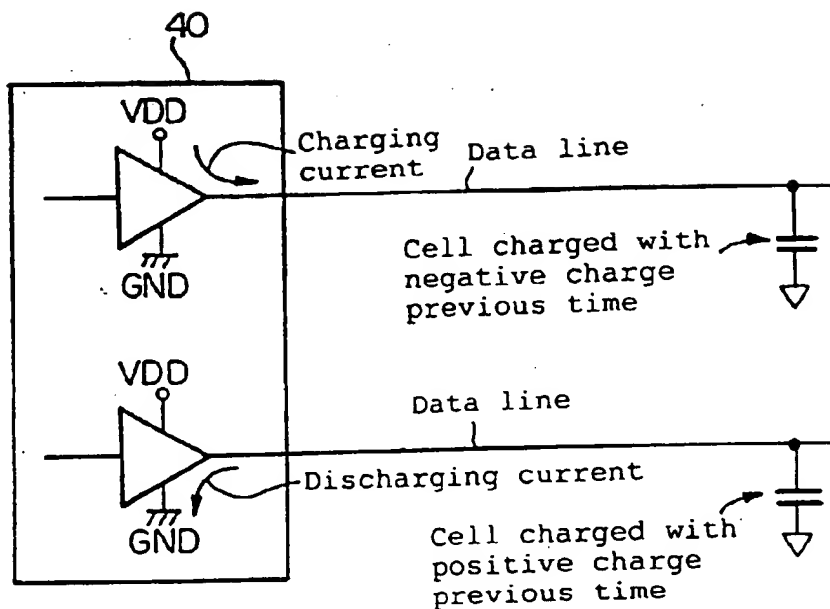 40
VDD
Charging
current
Data line
GND
Cell charged with
negative charge
previous time
VDD
Data line
Discharging current
GND
Cell charged with
positive charge
previous time